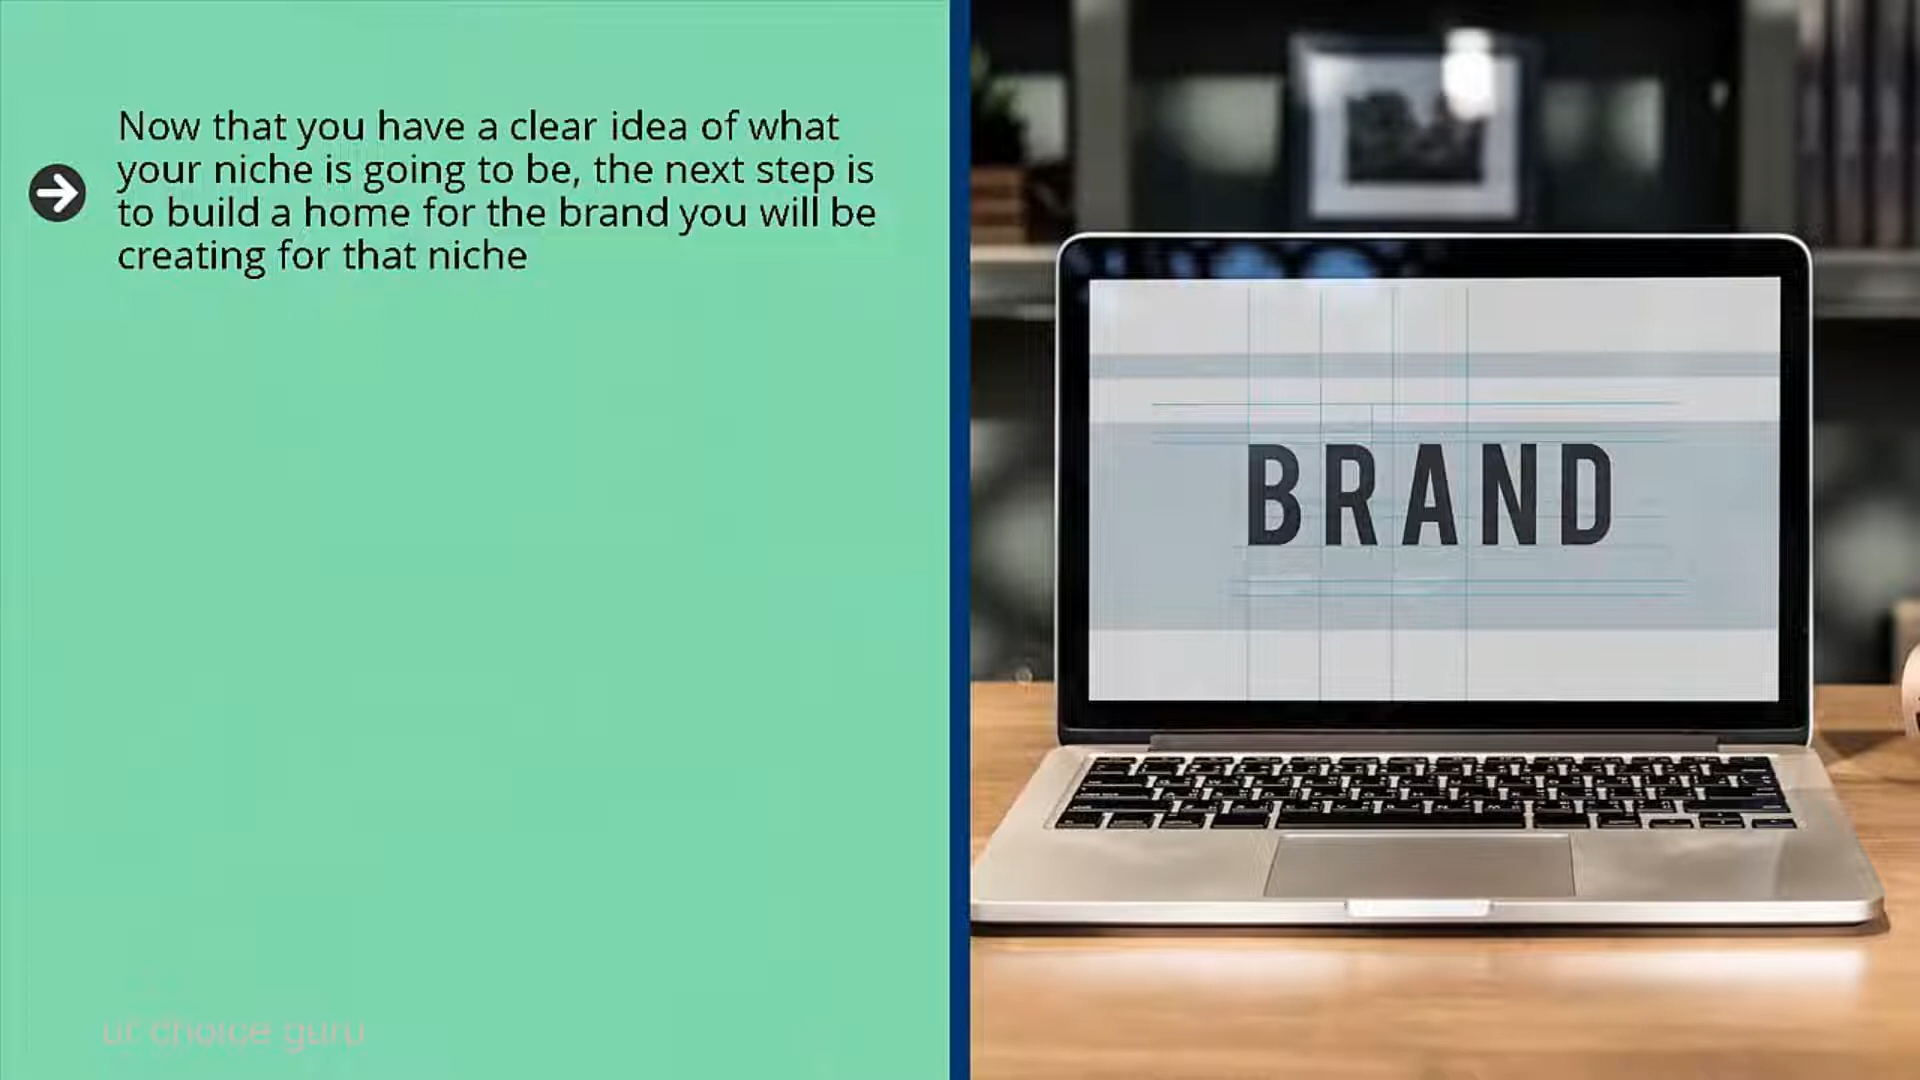 Now that you have a clear idea of what
your niche is going to be, the next step is
to build a home for the brand you will be
creating for that niche
BRAND
ur choice guru